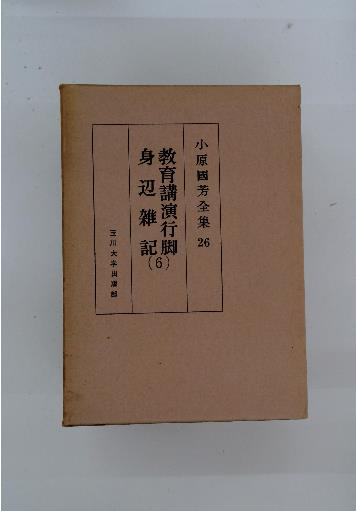 小原國芳全集 26
教育講演行脚
身辺雑記(6)
玉川大学出版部